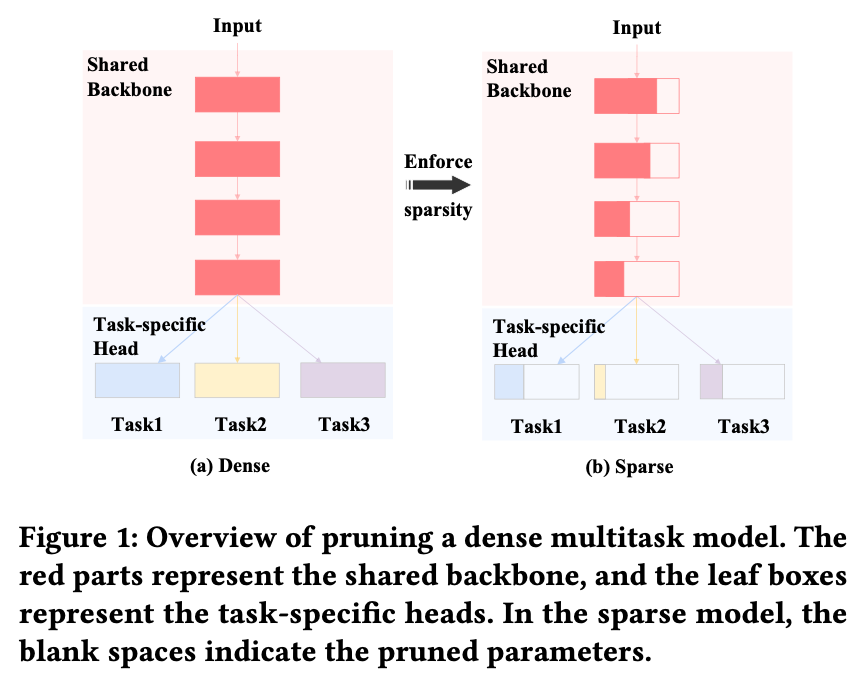 Input
Shared
Backbone
Task-specific
Head
Task1 Task2 Task3
(a) Dense
Enforce
sparsity
Input
Shared
Backbone
Task-specific
Head
Task1 Task2 Task3
(b) Sparse
Figure 1: Overview of pruning a dense multitask model. The
red parts represent the shared backbone, and the leaf boxes
represent the task-specific heads. In the sparse model, the
blank spaces indicate the pruned parameters.